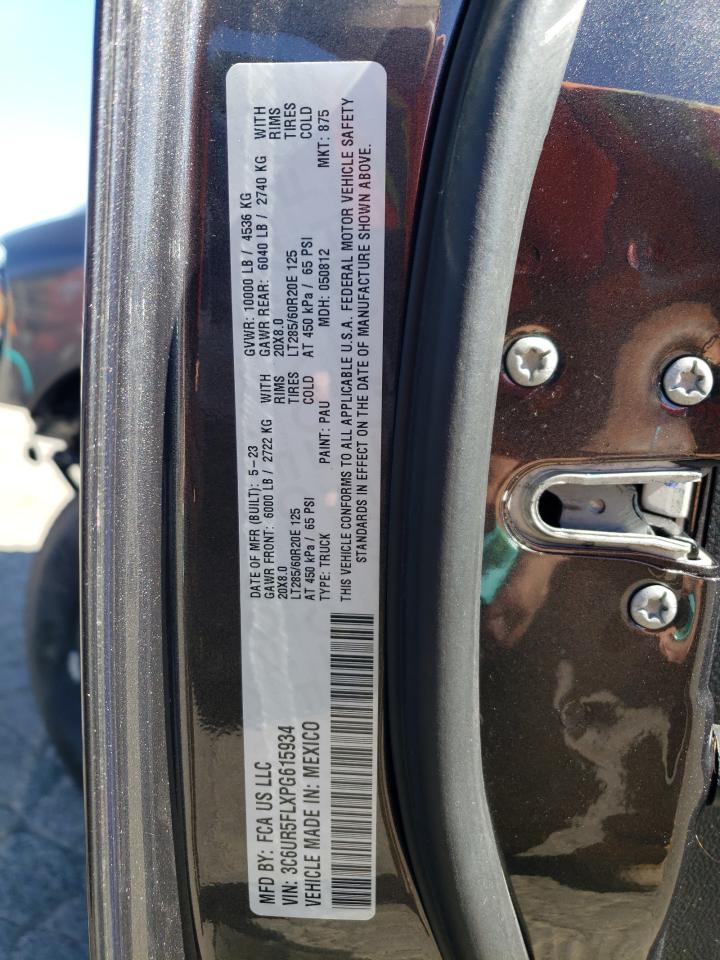 MFD BY: FCA US LLC
VIN: 3C6UR5FLXPG615934
VEHICLE MADE IN: MEXICO
DATE OF MFR (BUILT): 5-23 GVWR: 10000 LB / 4536 KG
GAWR FRONT: 6000 LB / 2722 KG WITH GAWR REAR: 6040 LB / 2740 KG WITH
20X8.0 RIMS 20X8.0 RIMS
LT285/60R20E 125 TIRES LT285/60R20E 125 TIRES
AT 450 kPa / 65 PSI COLD AT 450 kPa / 65 PSI COLD
TYPE: TRUCK PAINT: PAU MDH: 050812 MKT: 875
THIS VEHICLE CONFORMS TO ALL APPLICABLE U.S.A. FEDERAL MOTOR VEHICLE SAFETY
STANDARDS IN EFFECT ON THE DATE OF MANUFACTURE SHOWN ABOVE.